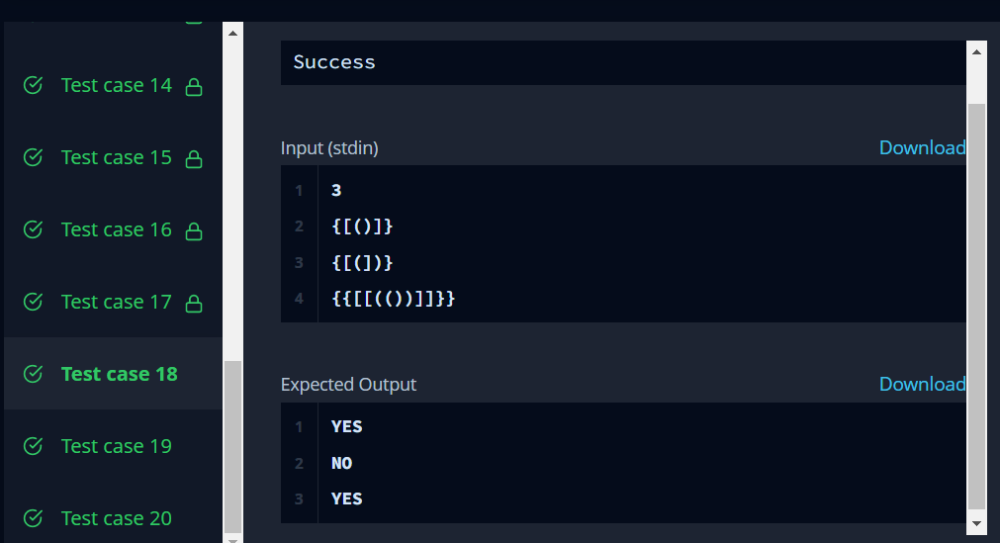 Test case 14
Test case 15
Test case 16
Test case 17
Test case 18
Test case 19
Test case 20
Success
Input (stdin)
Download
1 3
2 {[()]}
3 {[(])}
4 {{[[(())]]}}
Expected Output
Download
1 YES
2 NO
3 YES